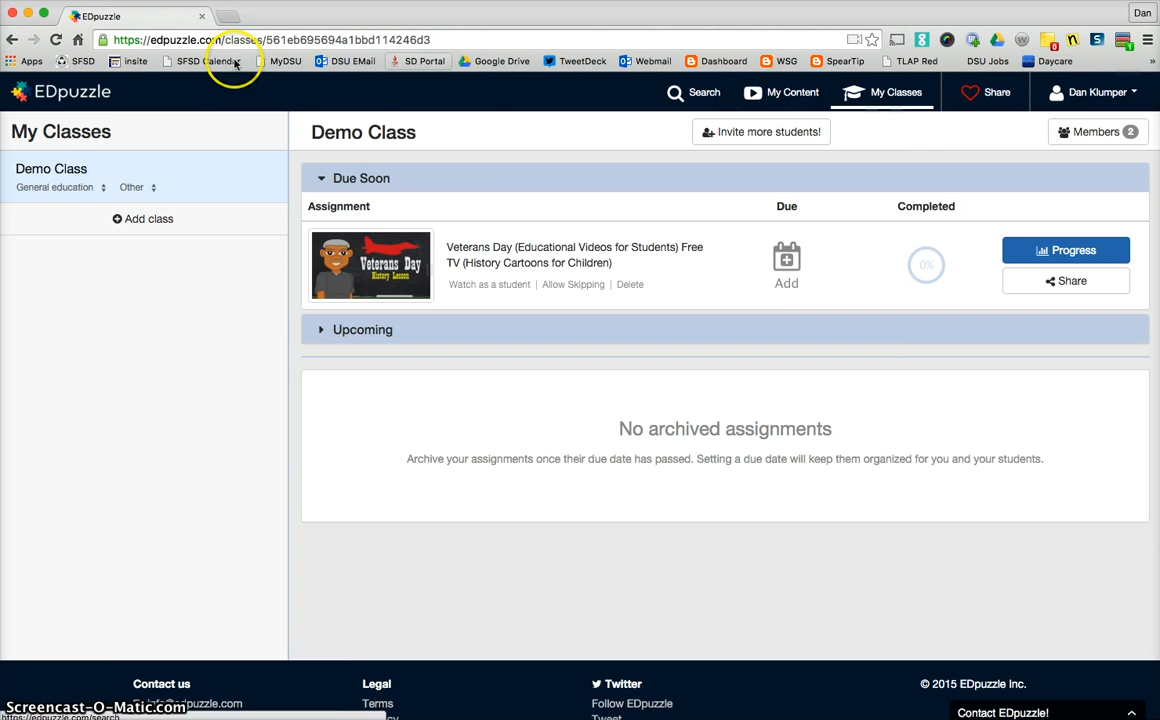 EDpuzzle
Dan
https://edpuzzle.com/classes/561eb695694a1bbd114246d3
Apps SFSD insite SFSD Calenda MyDSU DSU EMail SD Portal Google Drive TweetDeck Webmail Dashboard WSG SpearTip TLAP Red DSU Jobs Daycare »
EDpuzzle Search My Content My Classes Share Dan Klumper
My Classes Demo Class Invite more students! Members 2
Demo Class
General education Other
Add class
Due Soon
Assignment Due Completed
Veterans Day (Educational Videos for Students) Free
TV (History Cartoons for Children)
Watch as a student | Allow Skipping | Delete
Veterans Day
History Lesson
Add
0%
Progress
Share
Upcoming
No archived assignments
Archive your assignments once their due date has passed. Setting a due date will keep them organized for you and your students.
Contact us Legal Twitter © 2015 EDpuzzle Inc.
Terms Follow EDpuzzle
Screencast-O-Matic.com
Tweet
Contact EDpuzzle!
https://edpuzzle.com/search